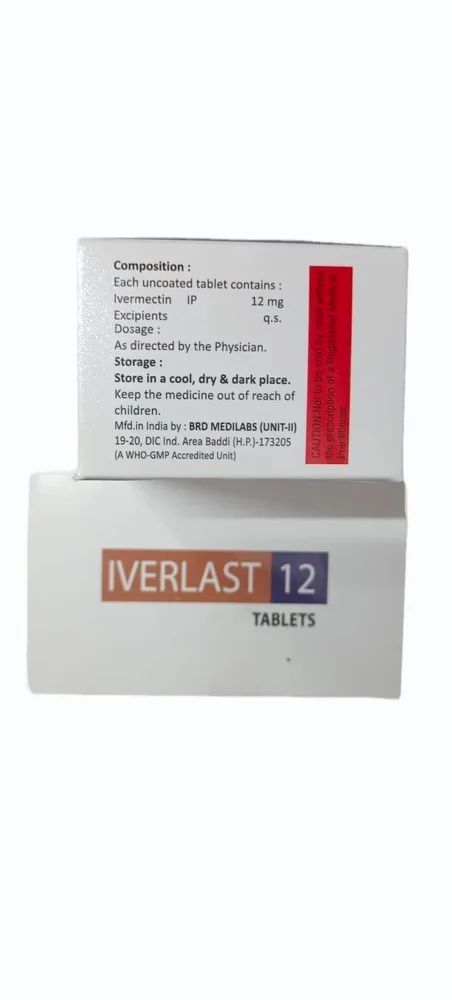 Composition :
Each uncoated tablet contains :
Ivermectin IP 12 mg
Excipients q.s.
Dosage :
As directed by the Physician.
Storage :
Store in a cool, dry & dark place.
Keep the medicine out of reach of
children.
Mfd.in India by : BRD MEDILABS (UNIT-II)
19-20, DIC Ind. Area Baddi (H.P.)-173205
(A WHO-GMP Accredited Unit)
CAUTION:Not to be sold by retail without
the prescription of a Registered Medical
Practitioner.
IVERLAST 12
TABLETS